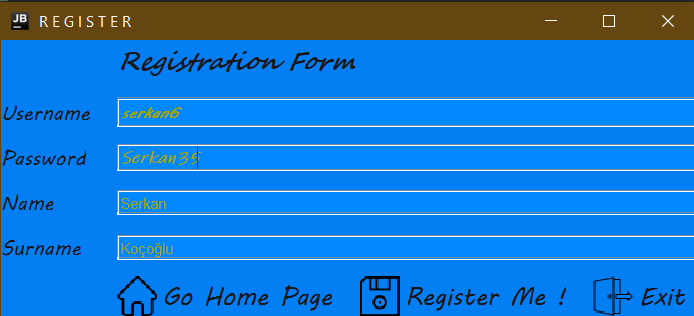 JB REGISTER
Registration Form
Username serkan6
Password Serkan35
Name Serkan
Surname Koçoğlu
Go Home Page Register Me ! Exit